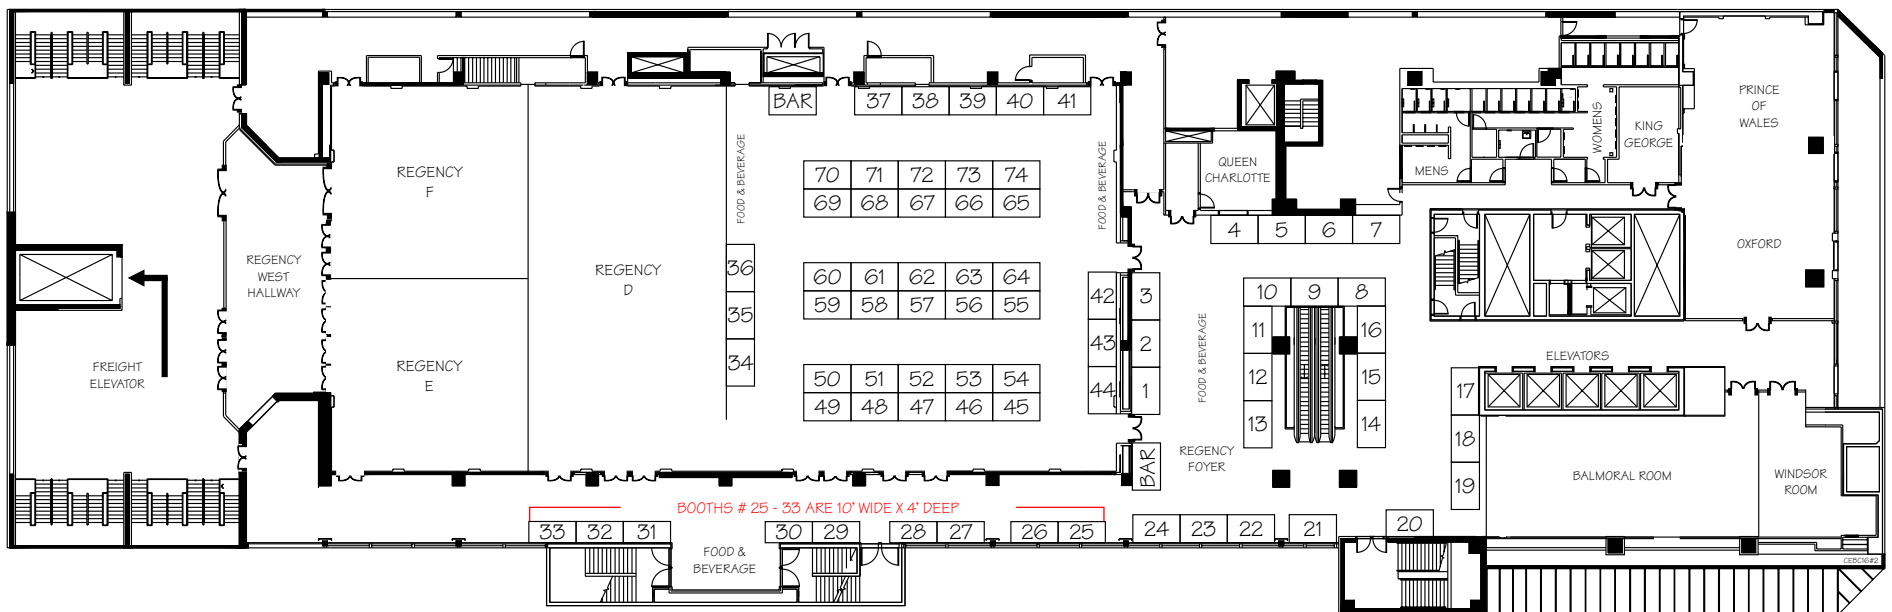 BAR
37 38 39 40 41
PRINCE
OF
WALES
WOMENS
KING
GEORGE
MENS
QUEEN
CHARLOTTE
REGENCY
F
FOOD & BEVERAGE
70 71 72 73 74
69 68 67 66 65
FOOD & BEVERAGE
4 5 6 7
OXFORD
REGENCY
WEST
HALLWAY
REGENCY
D
36
35
34
60 61 62 63 64
59 58 57 56 55
42
43
44
3
2
1
FOOD & BEVERAGE
10 9 8
11
12
13
16
15
14
FREIGHT
ELEVATOR
REGENCY
E
50 51 52 53 54
49 48 47 46 45
ELEVATORS
17
18
19
BAR
REGENCY
FOYER
BALMORAL ROOM
WINDSOR
ROOM
BOOTHS # 25 - 33 ARE 10' WIDE X 4' DEEP
33 32 31
30 29
28 27
26 25
24 23 22
21
20
FOOD &
BEVERAGE
CEBC16#2